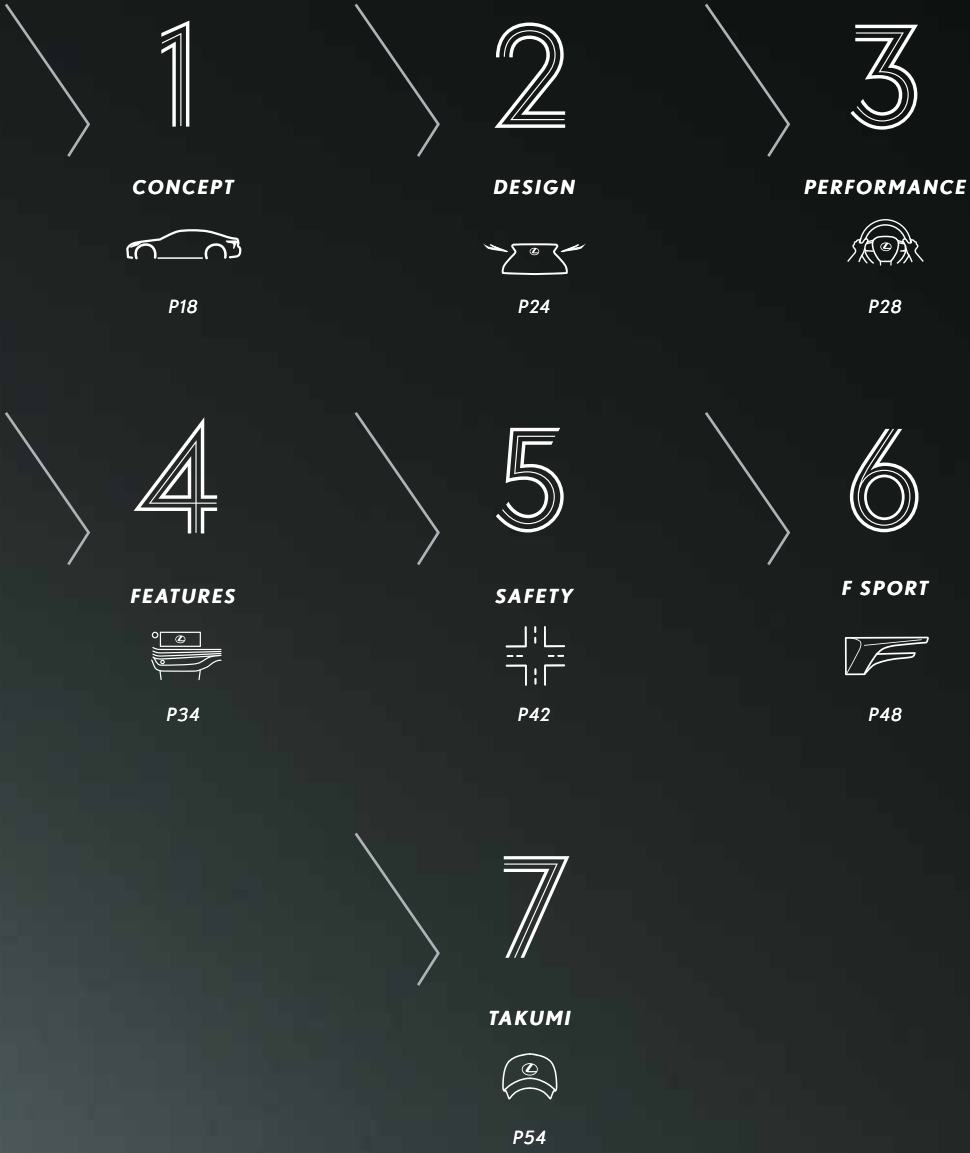 1
CONCEPT
P18
2
DESIGN
P24
3
PERFORMANCE
P28
4
FEATURES
P34
5
SAFETY
P42
6
F SPORT
P48
7
TAKUMI
P54